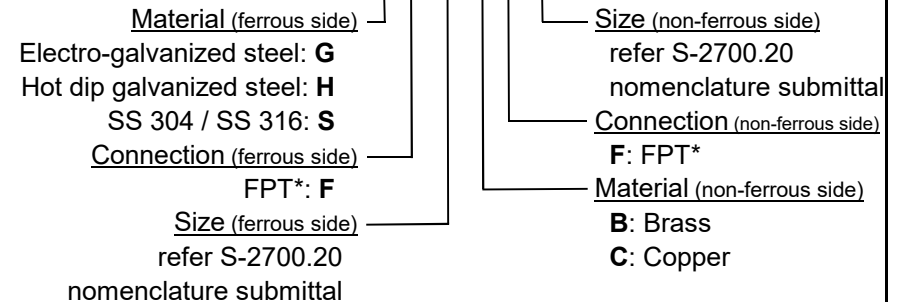 Material (ferrous side)
Electro-galvanized steel: G
Hot dip galvanized steel: H
SS 304 / SS 316: S
Connection (ferrous side)
FPT*: F
Size (ferrous side)
refer S-2700.20
nomenclature submittal
Size (non-ferrous side)
refer S-2700.20
nomenclature submittal
Connection (non-ferrous side)
F: FPT*
Material (non-ferrous side)
B: Brass
C: Copper